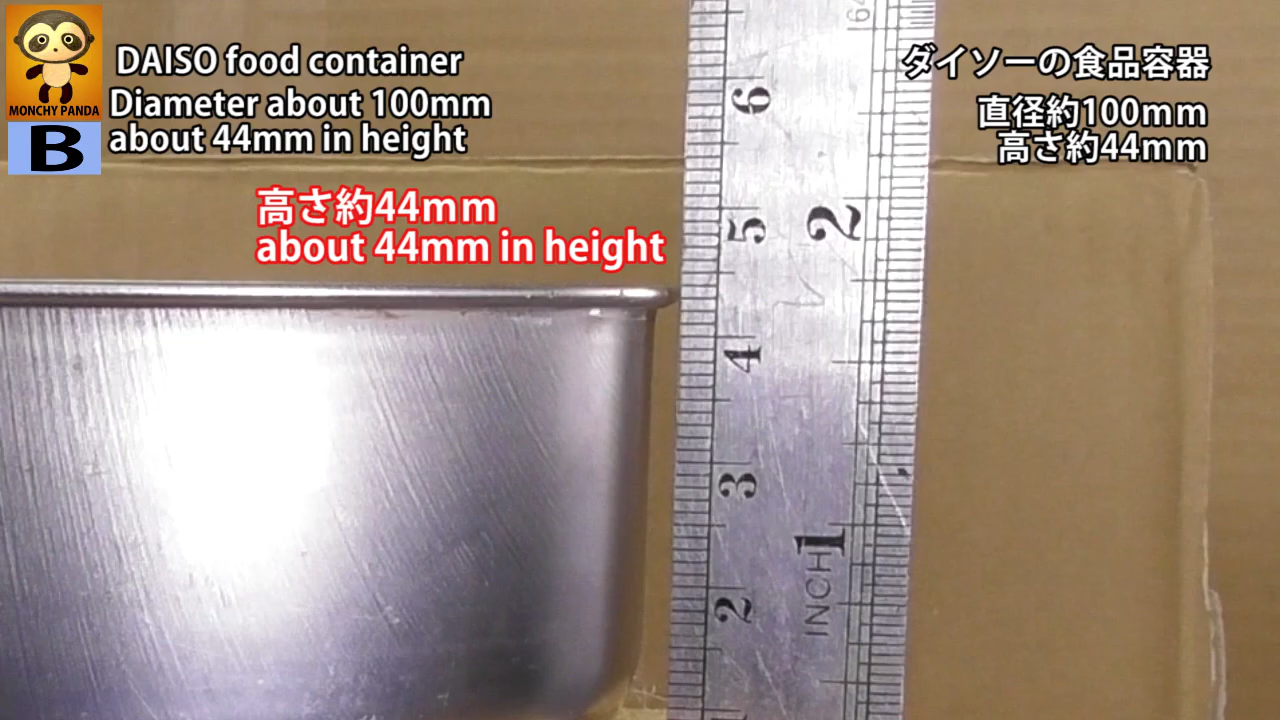 MONCHY PANDA
B
DAISO food container
Diameter about 100mm
about 44mm in height
ダイソーの食品容器
直径約100mm
高さ約44mm
高さ約44mm
about 44mm in height
64
6
5
4
3
2
2
1
INCH